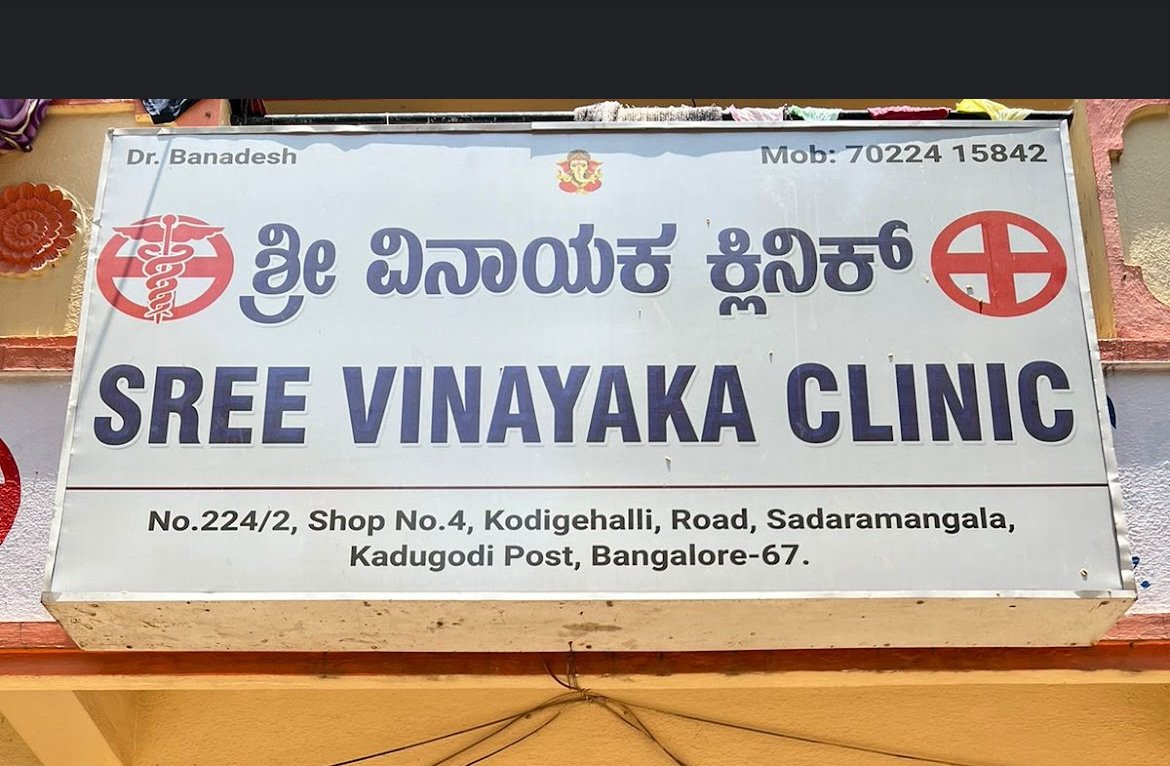 Dr. Banadesh
Mob: 70224 15842
ಶ್ರೀ ವಿನಾಯಕ ಕ್ಲಿನಿಕ್
SREE VINAYAKA CLINIC
No.224/2, Shop No.4, Kodigehalli, Road, Sadaramangala,
Kadugodi Post, Bangalore-67.